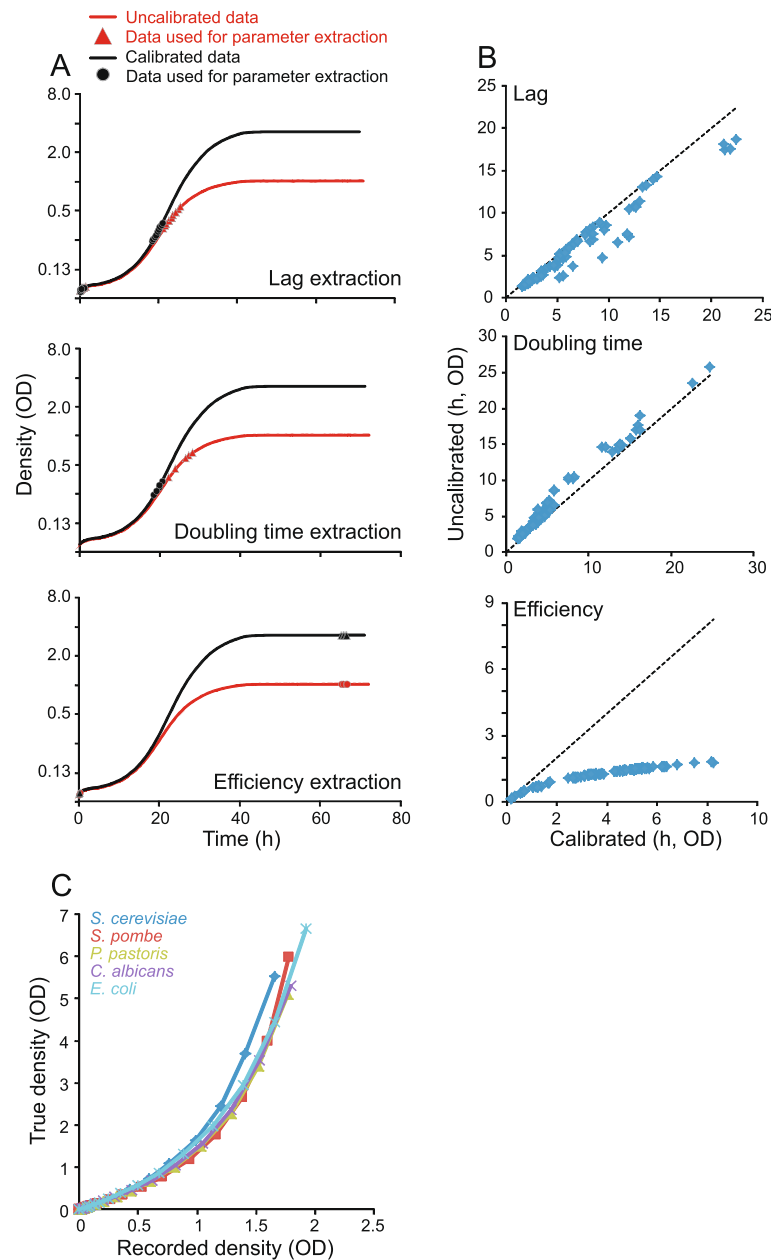 Uncalibrated data
Data used for parameter extraction
Calibrated data
Data used for parameter extraction
A
8.0
2.0
0.5
0.13
Lag extraction
8.0
2.0
0.5
0.13
Doubling time extraction
Density (OD)
8.0
2.0
0.5
0.13
Efficiency extraction
0 20 40 60 80
Time (h)
B
25
20
15
10
5
0
Lag
0 5 10 15 20 25
30
25
20
15
10
5
0
Doubling time
0 10 20 30
Uncalibrated (h, OD)
9
6
3
0
Efficiency
0 2 4 6 8 10
Calibrated (h, OD)
C
7
6
5
4
3
2
1
0
S. cerevisiae
S. pombe
P. pastoris
C. albicans
E. coli
True density (OD)
0 0.5 1 1.5 2 2.5
Recorded density (OD)